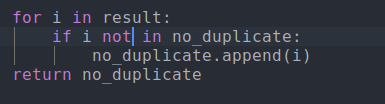 for i in result:
    if i not in no_duplicate:
        no_duplicate.append(i)
return no_duplicate